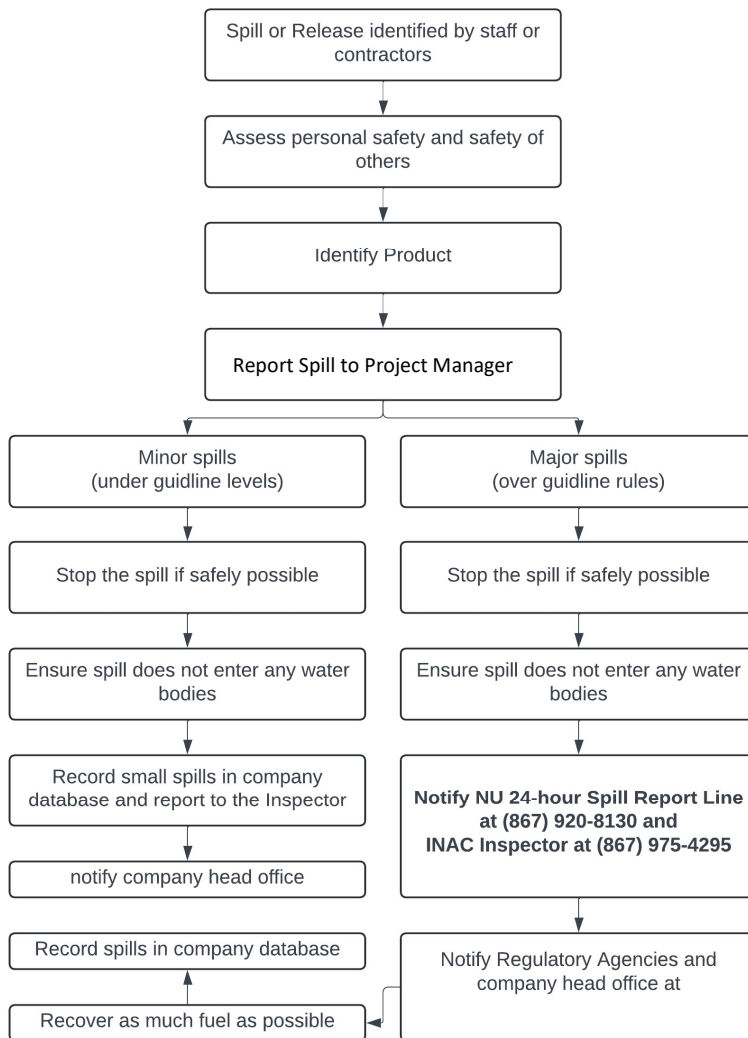 Spill or Release identified by staff or
contractors
Assess personal safety and safety of
others
Identify Product
Report Spill to Project Manager
Minor spills
(under guidline levels)
Major spills
(over guidline rules)
Stop the spill if safely possible
Stop the spill if safely possible
Ensure spill does not enter any water
bodies
Ensure spill does not enter any water
bodies
Record small spills in company
database and report to the Inspector
Notify NU 24-hour Spill Report Line
at (867) 920-8130 and
INAC Inspector at (867) 975-4295
notify company head office
Record spills in company database
Notify Regulatory Agencies and
company head office at
Recover as much fuel as possible